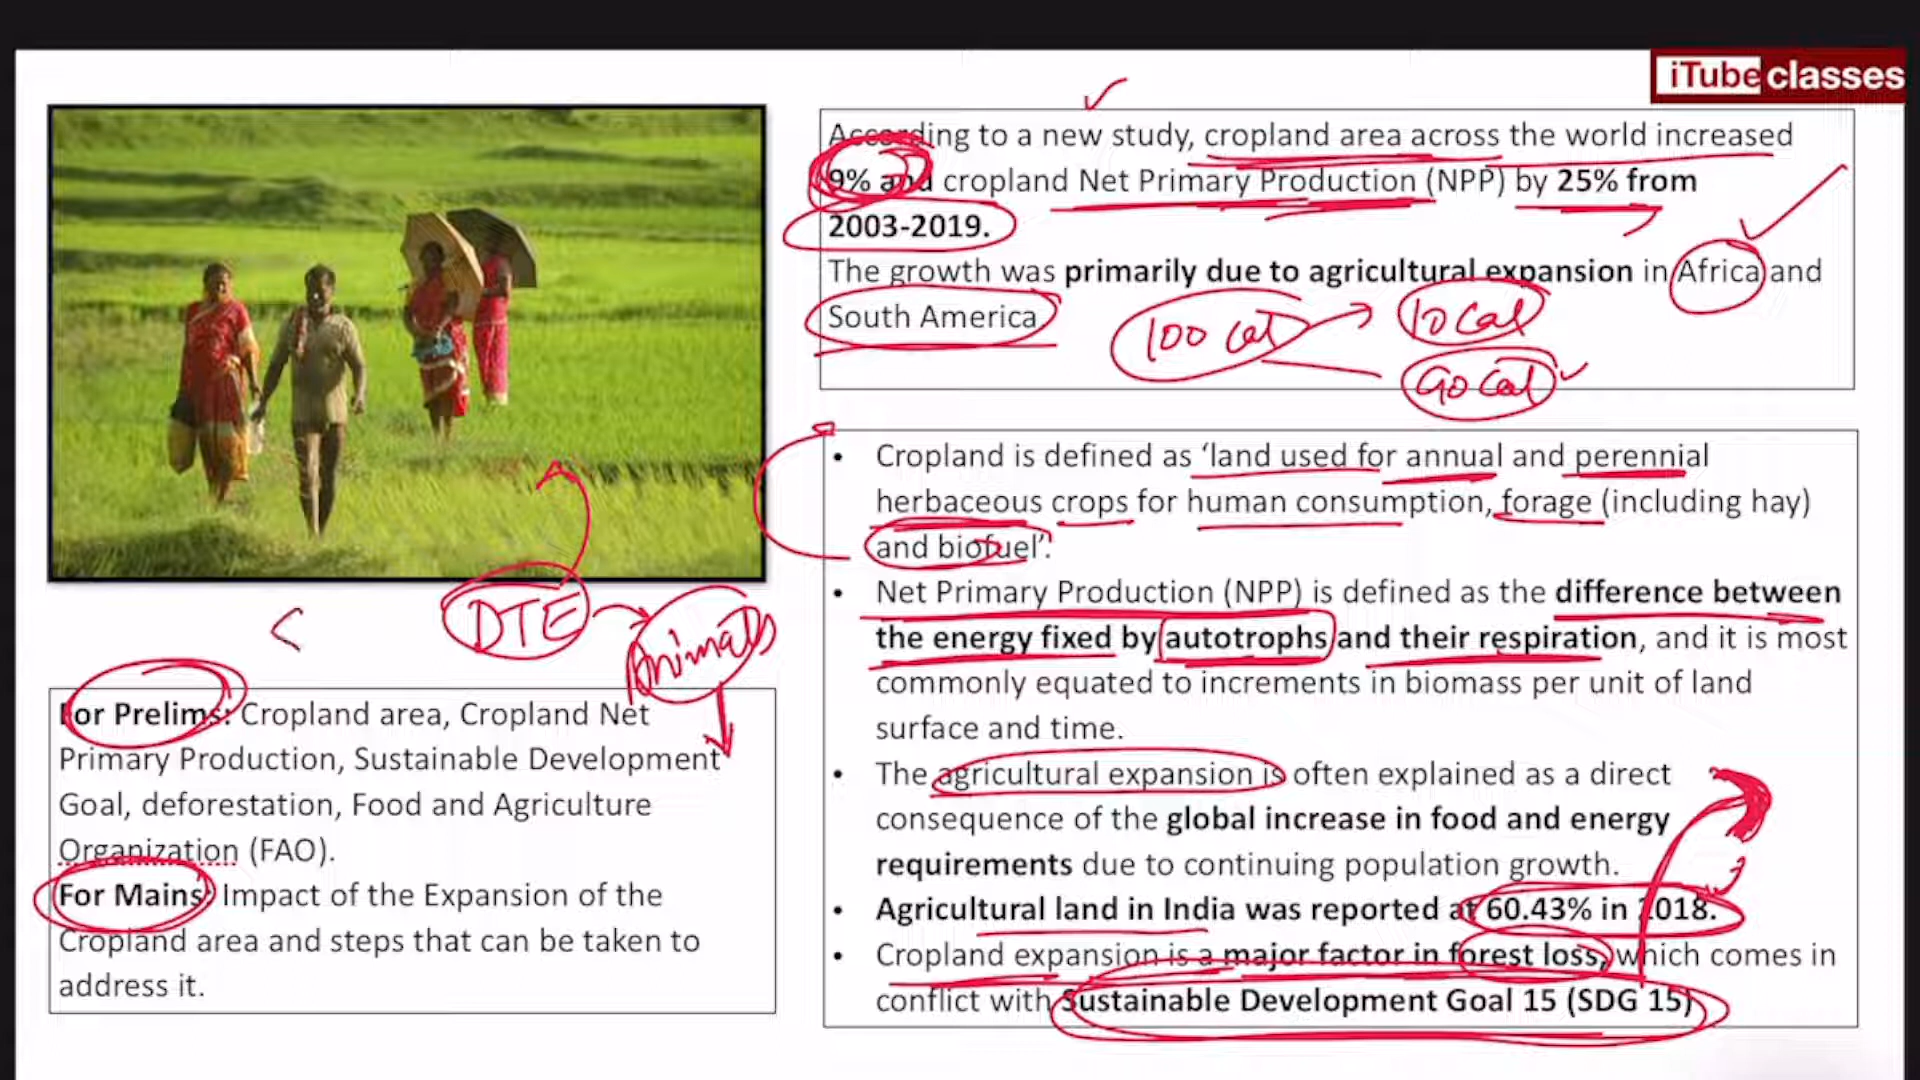 iTube classes
According to a new study, cropland area across the world increased
9% and cropland Net Primary Production (NPP) by 25% from
2003-2019.
The growth was primarily due to agricultural expansion in Africa and
South America
100 cal
10 cal
90 cal
• Cropland is defined as ‘land used for annual and perennial
herbaceous crops for human consumption, forage (including hay)
and biofuel’.
• Net Primary Production (NPP) is defined as the difference between
the energy fixed by autotrophs and their respiration, and it is most
commonly equated to increments in biomass per unit of land
surface and time.
• The agricultural expansion is often explained as a direct
consequence of the global increase in food and energy
requirements due to continuing population growth.
• Agricultural land in India was reported at 60.43% in 2018.
• Cropland expansion is a major factor in forest loss, which comes in
conflict with Sustainable Development Goal 15 (SDG 15)
DTE
Animals
For Prelims: Cropland area, Cropland Net
Primary Production, Sustainable Development
Goal, deforestation, Food and Agriculture
Organization (FAO).
For Mains: Impact of the Expansion of the
Cropland area and steps that can be taken to
address it.